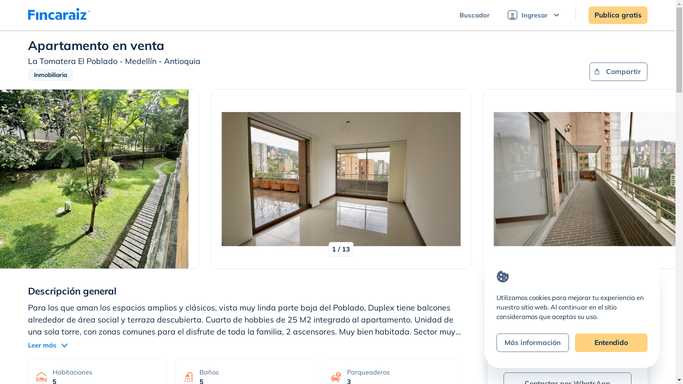 Fincaraiz
Buscador
Ingresar
Publica gratis
Apartamento en venta
La Tomatera El Poblado - Medellín - Antioquia
Inmobiliaria
Compartir
1 / 13
Descripción general
Para los que aman los espacios amplios y clásicos, vista muy linda parte baja del Poblado, Duplex tiene balcones
alrededor de área social y terraza descubierta. Cuarto de hobbies de 25 M2 integrado al apartamento. Unidad de
una sola torre, con zonas comunes para el disfrute de toda la familia, 2 ascensores. Muy bien habitada. Sector muy...
Leer más
Habitaciones
5
Baños
5
Parqueaderos
3
Utilizamos cookies para mejorar tu experiencia en
nuestro sitio web. Al continuar en el sitio
consideramos que aceptas su uso.
Más información
Entendido
Contactar por WhatsApp